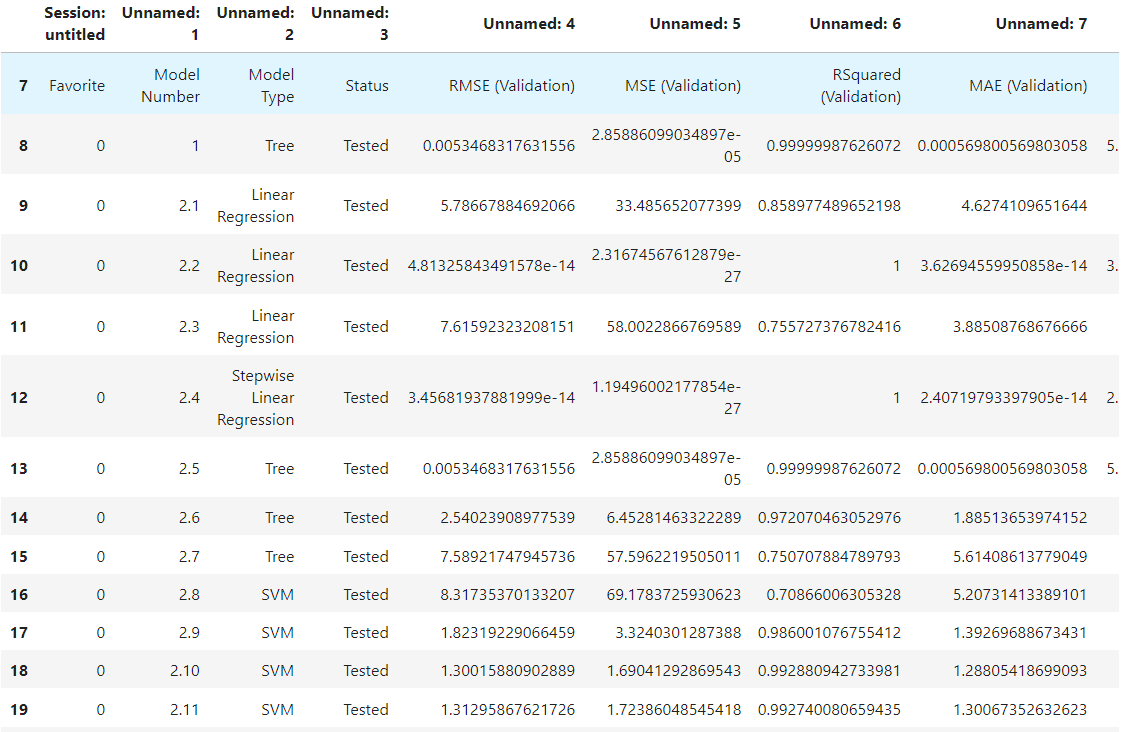 Session: untitled Unnamed: 1 Unnamed: 2 Unnamed: 3 Unnamed: 4 Unnamed: 5 Unnamed: 6 Unnamed: 7
7 Favorite Model Number Model Type Status RMSE (Validation) MSE (Validation) RSquared (Validation) MAE (Validation)
8 0 1 Tree Tested 0.0053468317631556 2.85886099034897e-05 0.99999987626072 0.000569800569803058 5.
9 0 2.1 Linear Regression Tested 5.78667884692066 33.485652077399 0.858977489652198 4.6274109651644
10 0 2.2 Linear Regression Tested 4.81325843491578e-14 2.31674567612879e-27 1 3.62694559950858e-14 3.
11 0 2.3 Linear Regression Tested 7.61592323208151 58.0022866769589 0.755727376782416 3.88508768676666
12 0 2.4 Stepwise Linear Regression Tested 3.45681937881999e-14 1.19496002177854e-27 1 2.40719793397905e-14 2.
13 0 2.5 Tree Tested 0.0053468317631556 2.85886099034897e-05 0.99999987626072 0.000569800569803058 5.
14 0 2.6 Tree Tested 2.54023908977539 6.45281463322289 0.972070463052976 1.88513653974152
15 0 2.7 Tree Tested 7.58921747945736 57.5962219505011 0.750707884789793 5.61408613779049
16 0 2.8 SVM Tested 8.31735370133207 69.1783725930623 0.70866006305328 5.20731413389101
17 0 2.9 SVM Tested 1.82319229066459 3.3240301287388 0.986001076755412 1.39269688673431
18 0 2.10 SVM Tested 1.30015880902889 1.69041292869543 0.992880942733981 1.28805418699093
19 0 2.11 SVM Tested 1.31295867621726 1.72386048545418 0.992740080659435 1.30067352632623